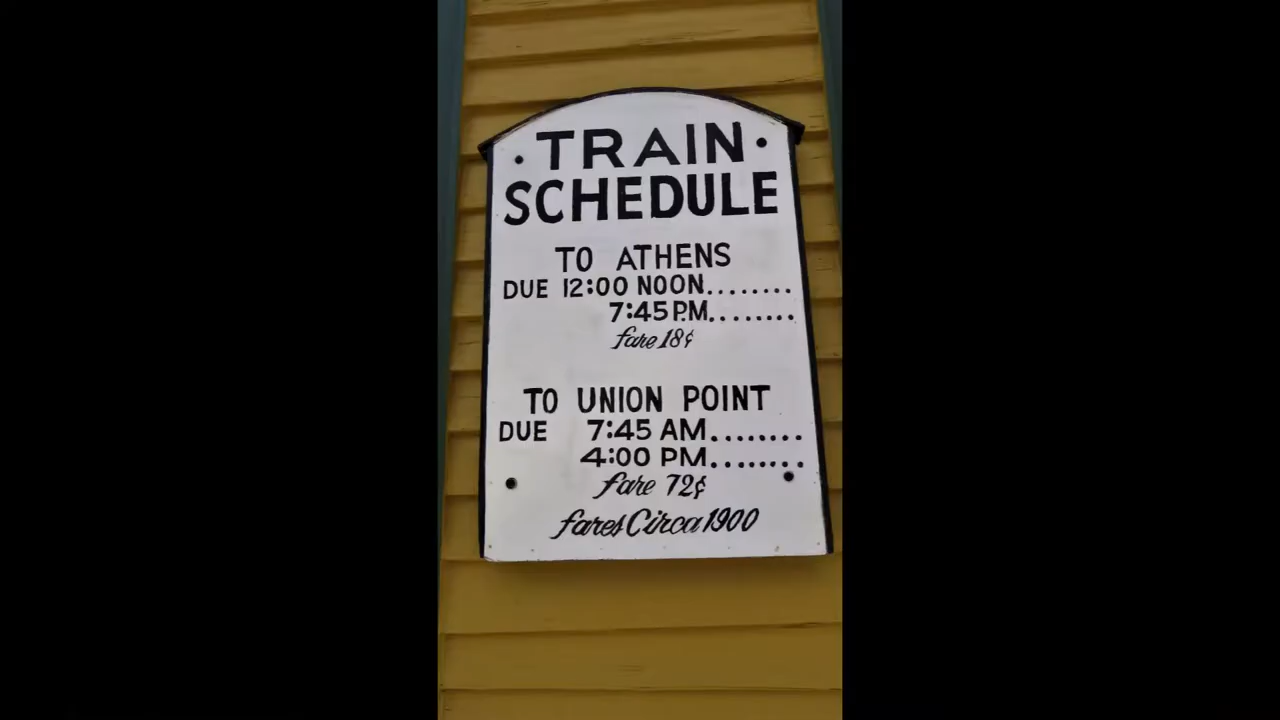 TRAIN
SCHEDULE
TO ATHENS
DUE 12:00 NOON........
7:45 P.M........
fare 18¢
TO UNION POINT
DUE 7:45 AM........
4:00 PM........
fare 72¢
fares Circa 1900